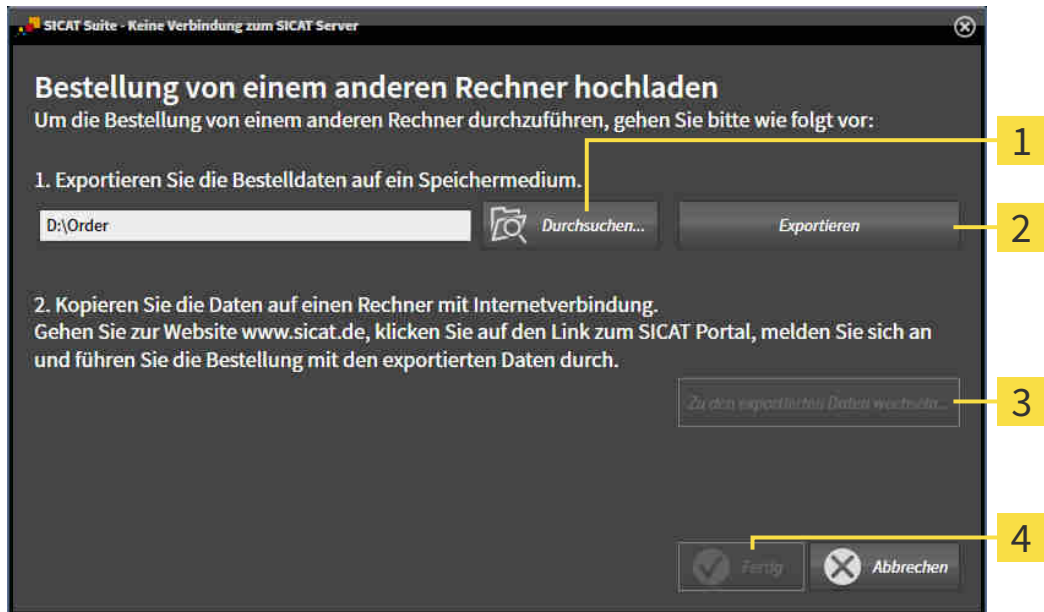 SICAT Suite - Keine Verbindung zum SICAT Server
Bestellung von einem anderen Rechner hochladen
Um die Bestellung von einem anderen Rechner durchzuführen, gehen Sie bitte wie folgt vor:
1
1. Exportieren Sie die Bestelldaten auf ein Speichermedium.
D:\Order
Durchsuchen...
Exportieren
2
2. Kopieren Sie die Daten auf einen Rechner mit Internetverbindung.
Gehen Sie zur Website www.sicat.de, klicken Sie auf den Link zum SICAT Portal, melden Sie sich an
und führen Sie die Bestellung mit den exportierten Daten durch.
Zu den exportierten Daten wechseln...
3
4
Fertig
Abbrechen